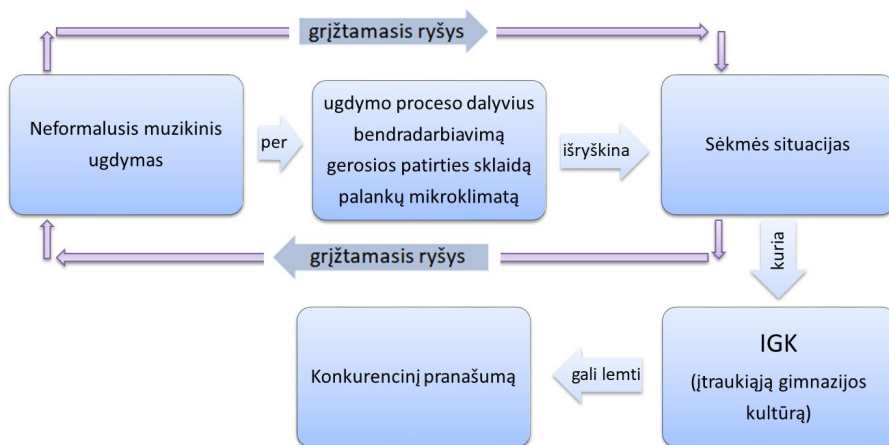 grįžtamasis ryšys
Neformalusis muzikinis
ugdymas
per
ugdymo proceso dalyvius
bendradarbiavimą
gerosios patirties sklaidą
palankų mikroklimatą
išryškina
Sėkmės situacijas
grįžtamasis ryšys
kuria
Konkurencinį pranašumą
gali lemti
IGK
(įtraukiąją gimnazijos
kultūrą)